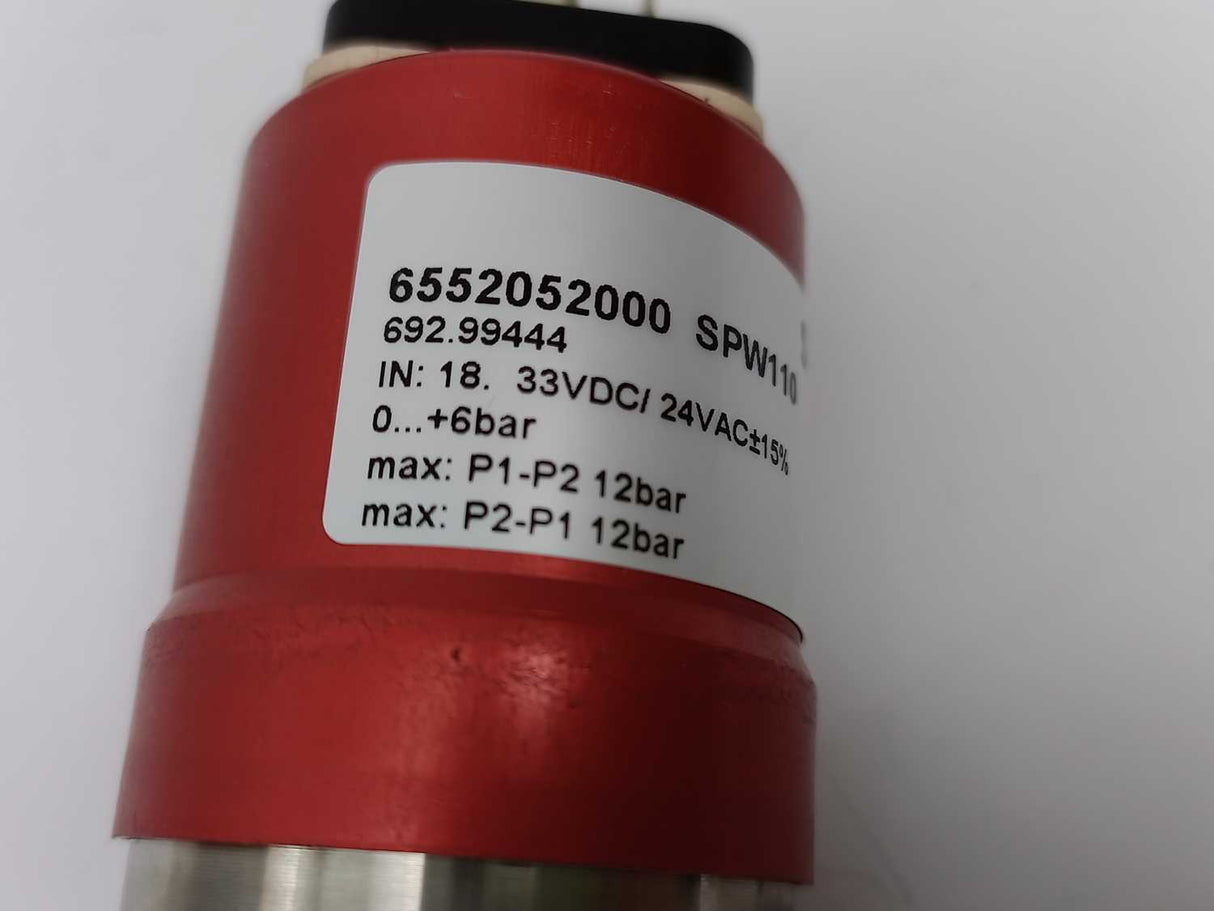 6552052000 SPW110
692.99444
IN: 18. 33VDC/ 24VAC±15%
0...+6bar
max: P1-P2 12bar
max: P2-P1 12bar